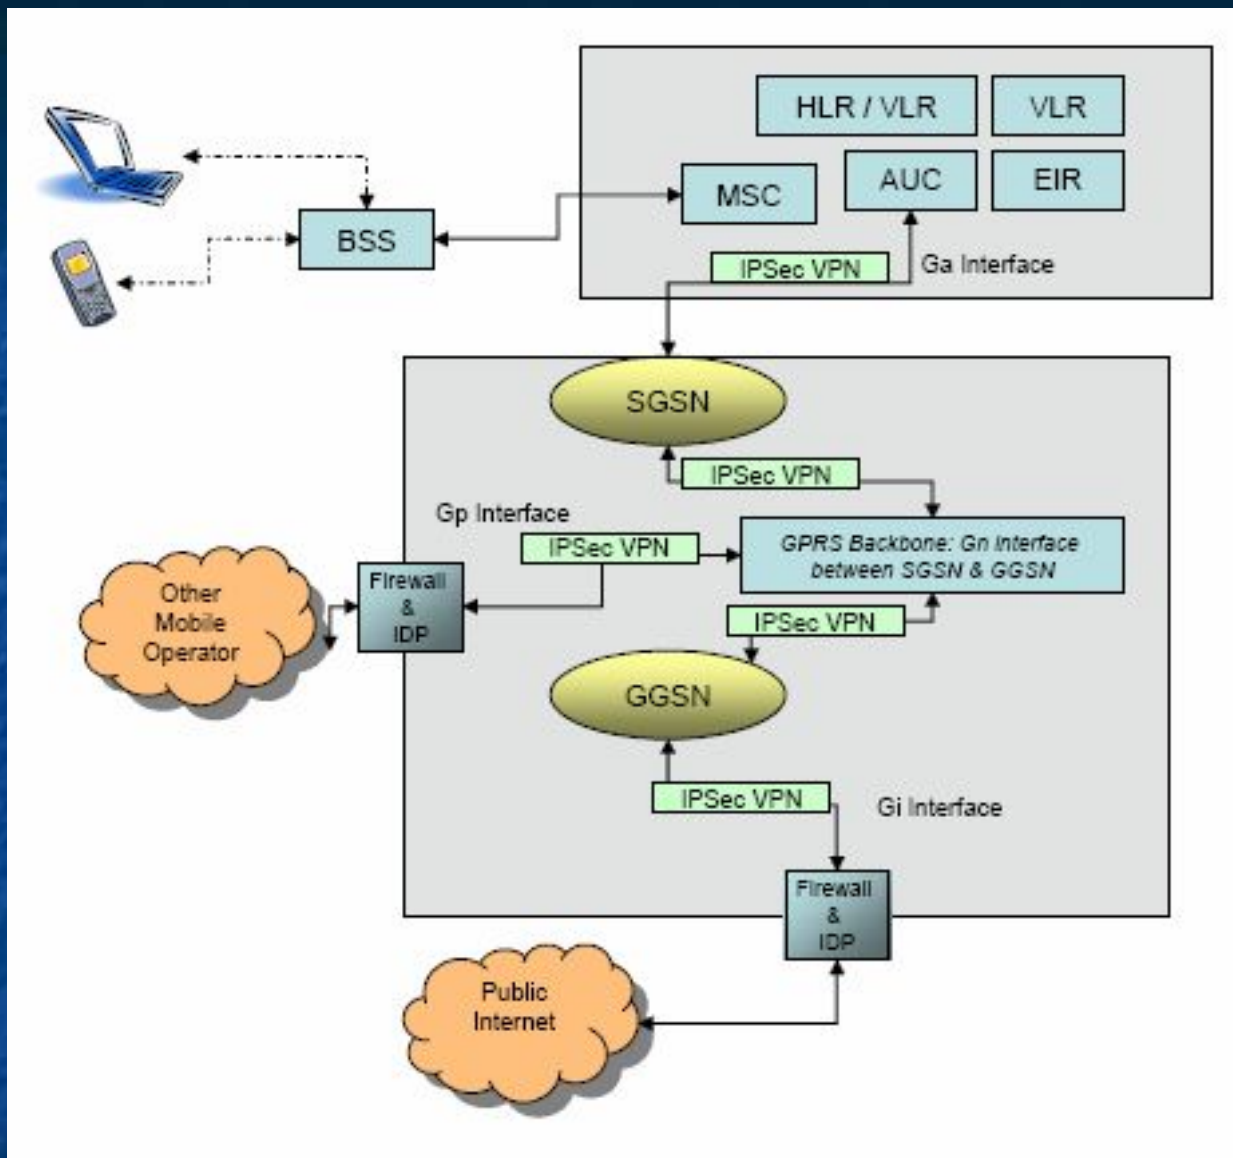 HLR / VLR
VLR
MSC
AUC
EIR
BSS
IPSec VPN
Ga Interface
SGSN
IPSec VPN
Gp Interface
IPSec VPN
GPRS Backbone: Gn Interface
between SGSN & GGSN
Other
Mobile
Operator
Firewall
&
IDP
IPSec VPN
GGSN
IPSec VPN
Gi Interface
Firewall
&
IDP
Public
Internet